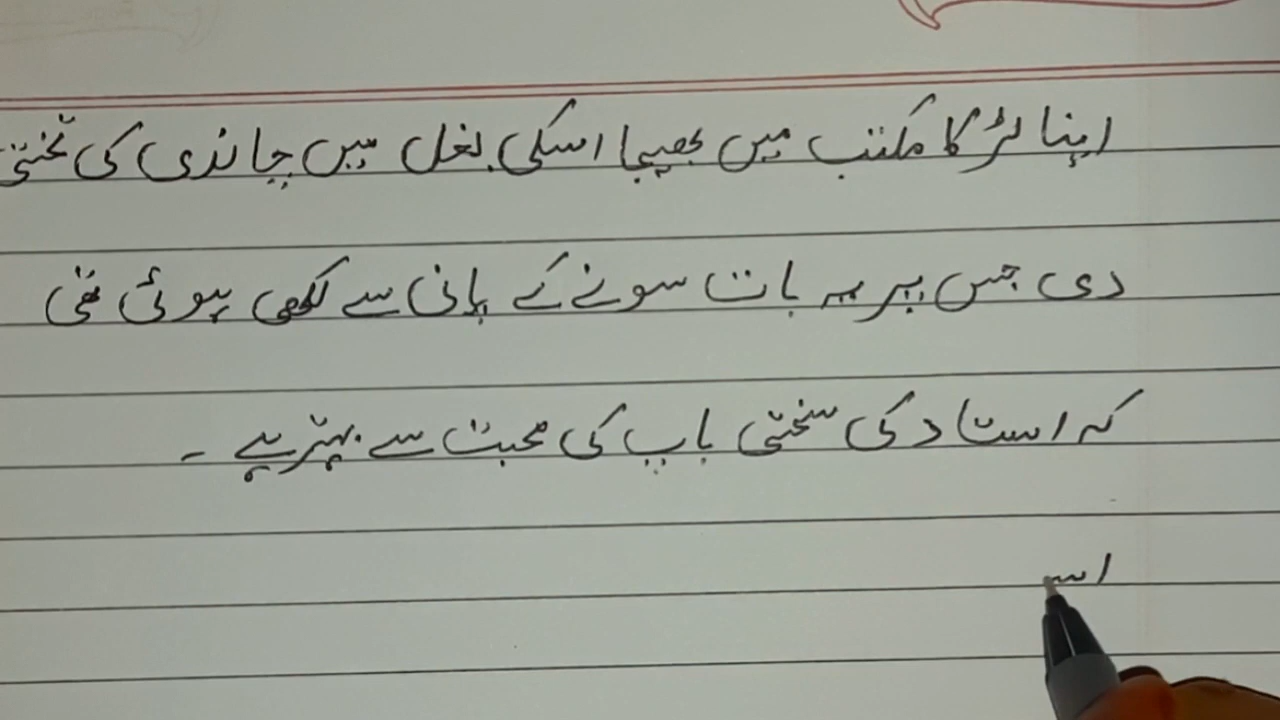 اپنا لڑکا مکتب میں بھیجا اسکی بغل میں چاندی کی تختی
دی جس پر یہ بات سونے کے پانی سے لکھی ہوئی تھی
کہ استاد کی سختی باپ کی محبت سے بہتر ہے ۔
اس